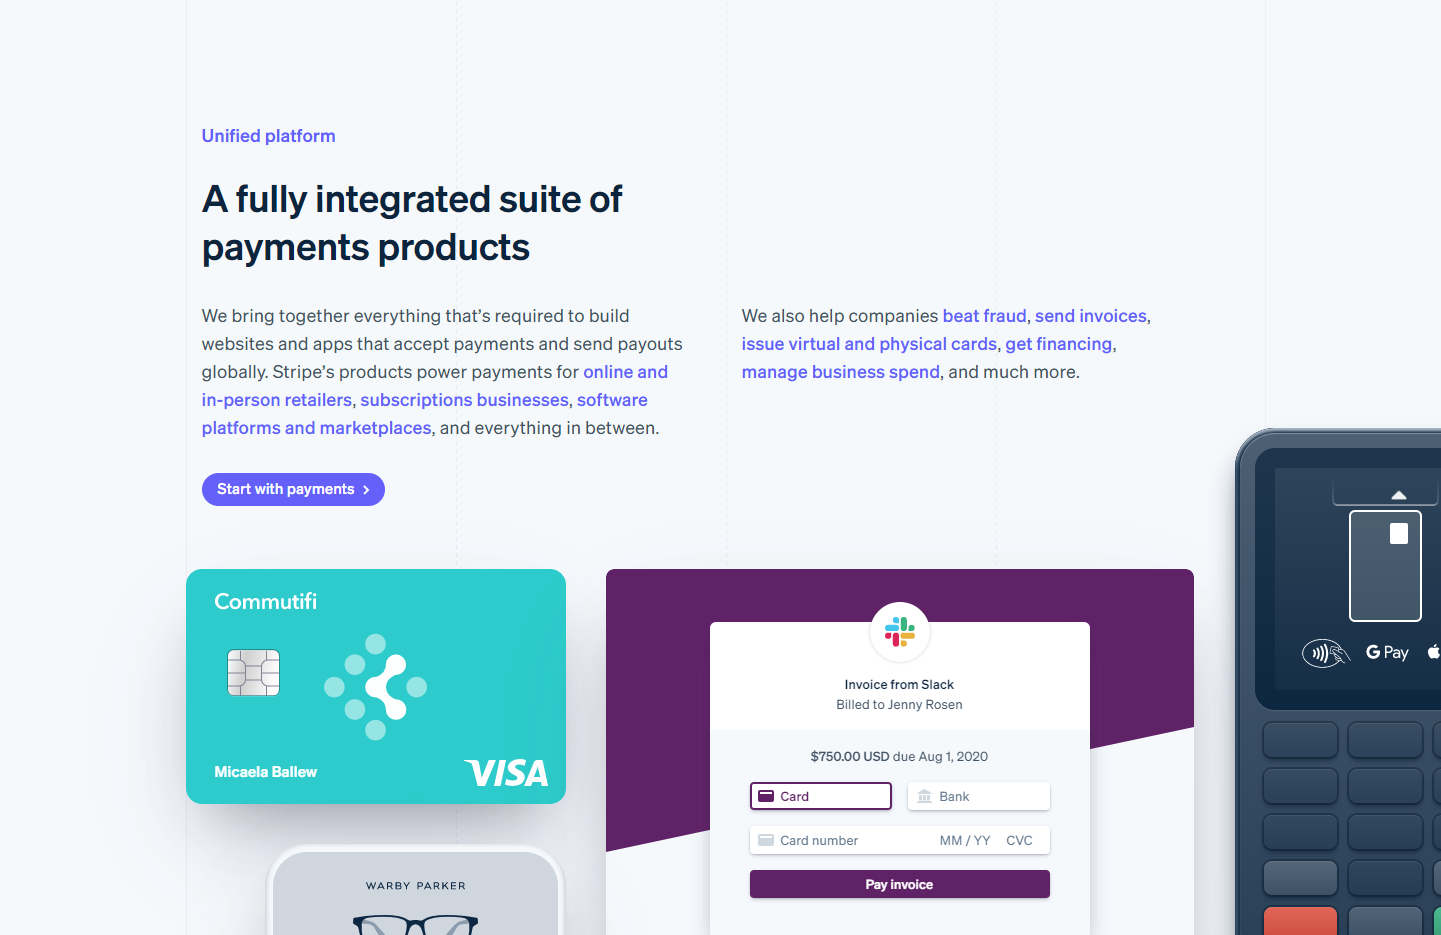 Unified platform
A fully integrated suite of
payments products
We bring together everything that’s required to build
websites and apps that accept payments and send payouts
globally. Stripe’s products power payments for online and
in-person retailers, subscriptions businesses, software
platforms and marketplaces, and everything in between.
We also help companies beat fraud, send invoices,
issue virtual and physical cards, get financing,
manage business spend, and much more.
Start with payments
Commutifi
Micaela Ballew
VISA
WARBY PARKER
Invoice from Slack
Billed to Jenny Rosen
$750.00 USD due Aug 1, 2020
Card
Bank
Card number MM / YY CVC
Pay invoice
G Pay